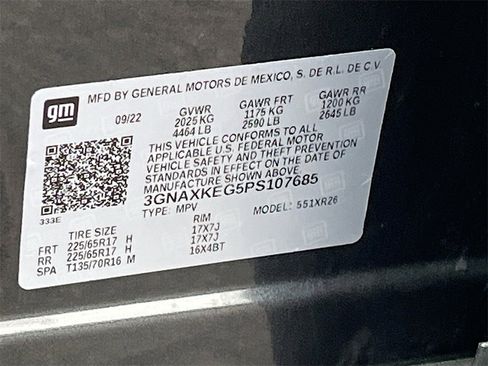 gm
MFD BY GENERAL MOTORS DE MEXICO, S. DE R.L. DE C.V.
09/22 GVWR GAWR FRT GAWR RR
2025 KG 1175 KG 1200 KG
4464 LB 2590 LB 2645 LB
THIS VEHICLE CONFORMS TO ALL
APPLICABLE U.S. FEDERAL MOTOR
VEHICLE SAFETY AND THEFT PREVENTION
STANDARDS IN EFFECT ON THE DATE OF
MANUFACTURE SHOWN ABOVE.
3GNAXKEG5PS107685
333E TYPE: MPV MODEL: 551XR26
TIRE SIZE RIM
FRT 225/65R17 H 17X7J
RR 225/65R17 H 17X7J
SPA T135/70R16 M 16X4BT